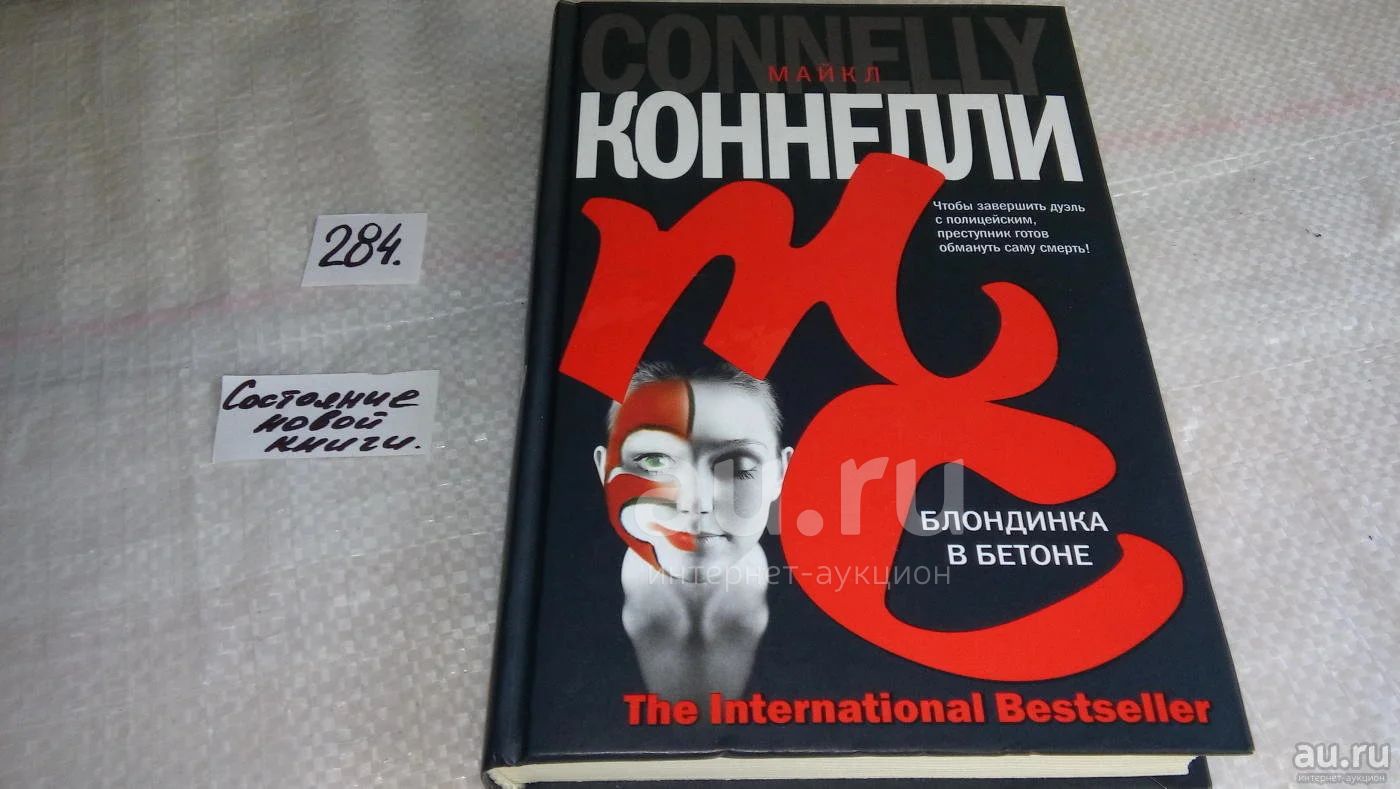 CONNELLY
МАЙКЛ
КОННЕЛЛИ
Чтобы завершить дуэль
с полицейским,
преступник готов
обмануть саму смерть!
mc
284.
Состояние
новой
книги.
au.ru
интернет-аукцион
БЛОНДИНКА
В БЕТОНЕ
The International Bestseller
au.ru
интернет-аукцион